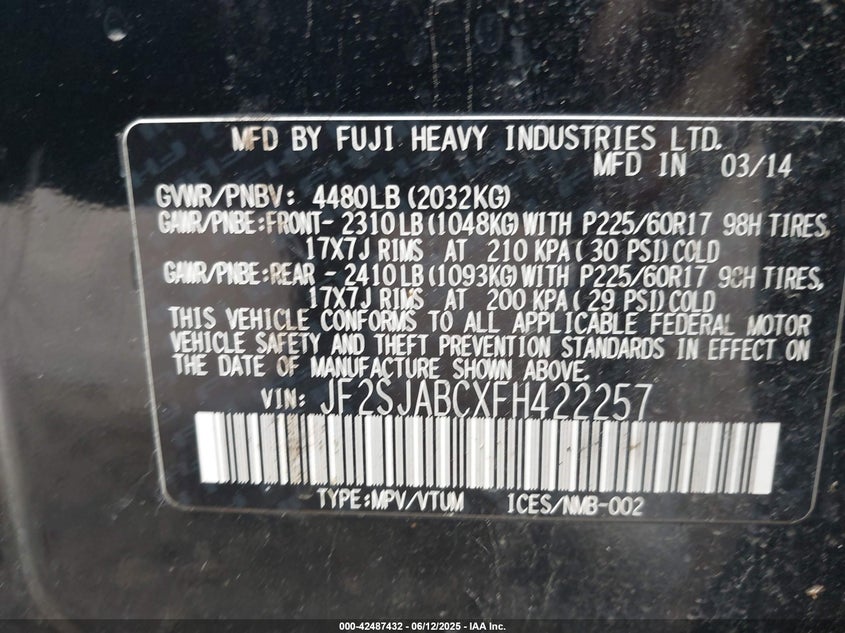 MFD BY FUJI HEAVY INDUSTRIES LTD.
MFD IN 03/14
GVWR/PNBV: 4480LB (2032KG)
GAWR/PNBE:FRONT- 2310LB (1048KG) WITH P225/60R17 98H TIRES,
17X7J RIMS AT 210 KPA (30 PSI) COLD
GAWR/PNBE:REAR - 2410LB (1093KG) WITH P225/60R17 98H TIRES,
17X7J RIMS AT 200 KPA (29 PSI) COLD
THIS VEHICLE CONFORMS TO ALL APPLICABLE FEDERAL MOTOR
VEHICLE SAFETY AND THEFT PREVENTION STANDARDS IN EFFECT ON
THE DATE OF MANUFACTURE SHOWN ABOVE.
VIN: JF2SJABCXFH422257
TYPE:MPV/VTUM ICES/NMB-002
000-42487432 - 06/12/2025 - IAA Inc.